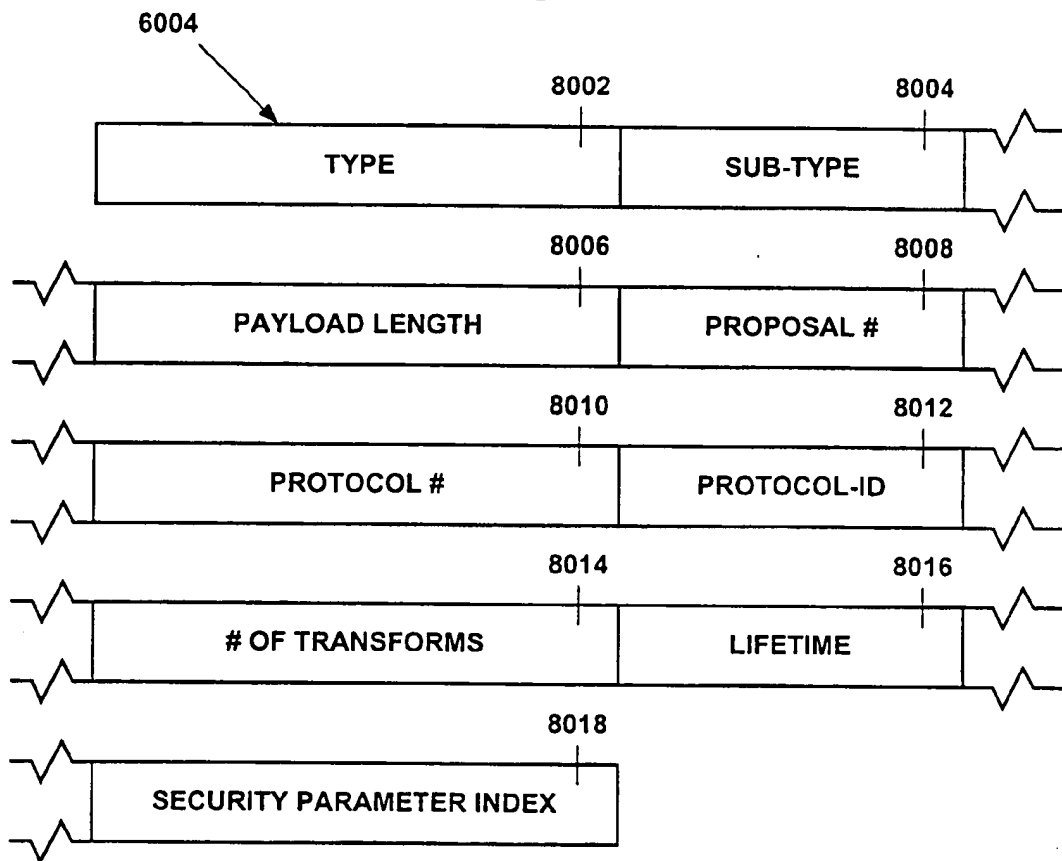 6004
8002 8004
TYPE SUB-TYPE
8006 8008
PAYLOAD LENGTH PROPOSAL #
8010 8012
PROTOCOL # PROTOCOL-ID
8014 8016
# OF TRANSFORMS LIFETIME
8018
SECURITY PARAMETER INDEX